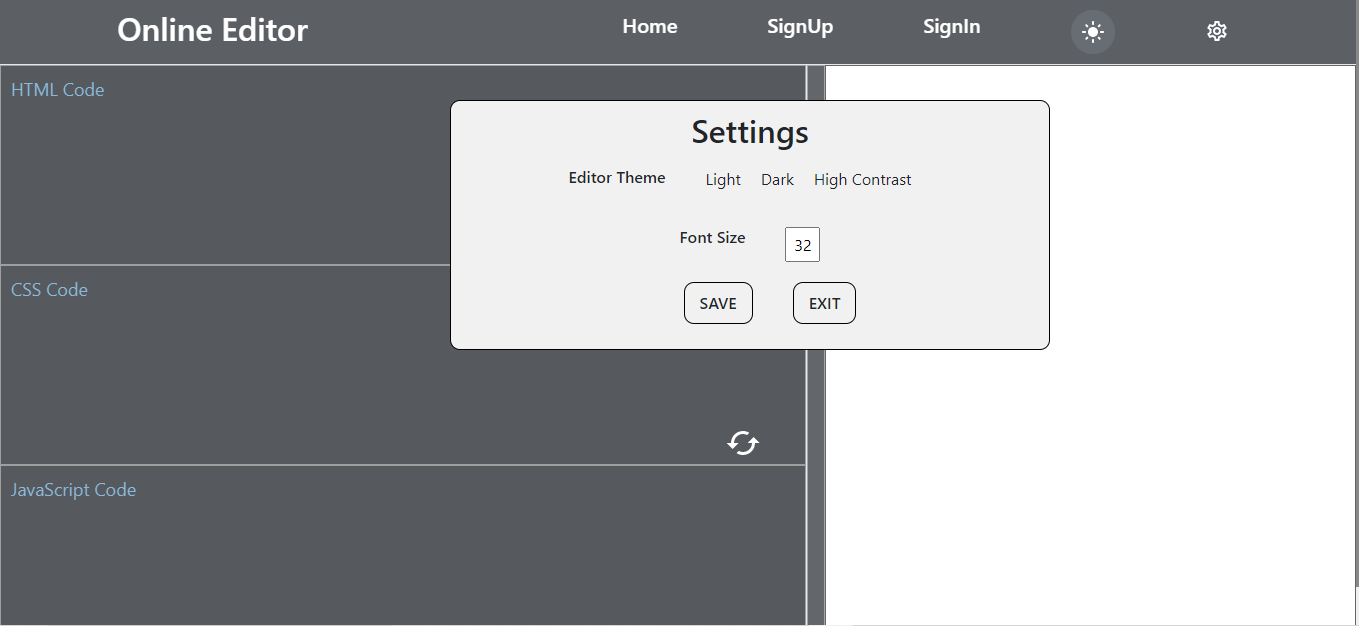 Online Editor Home SignUp SignIn
HTML Code
Settings
Editor Theme Light Dark High Contrast
Font Size 32
CSS Code
SAVE EXIT
JavaScript Code